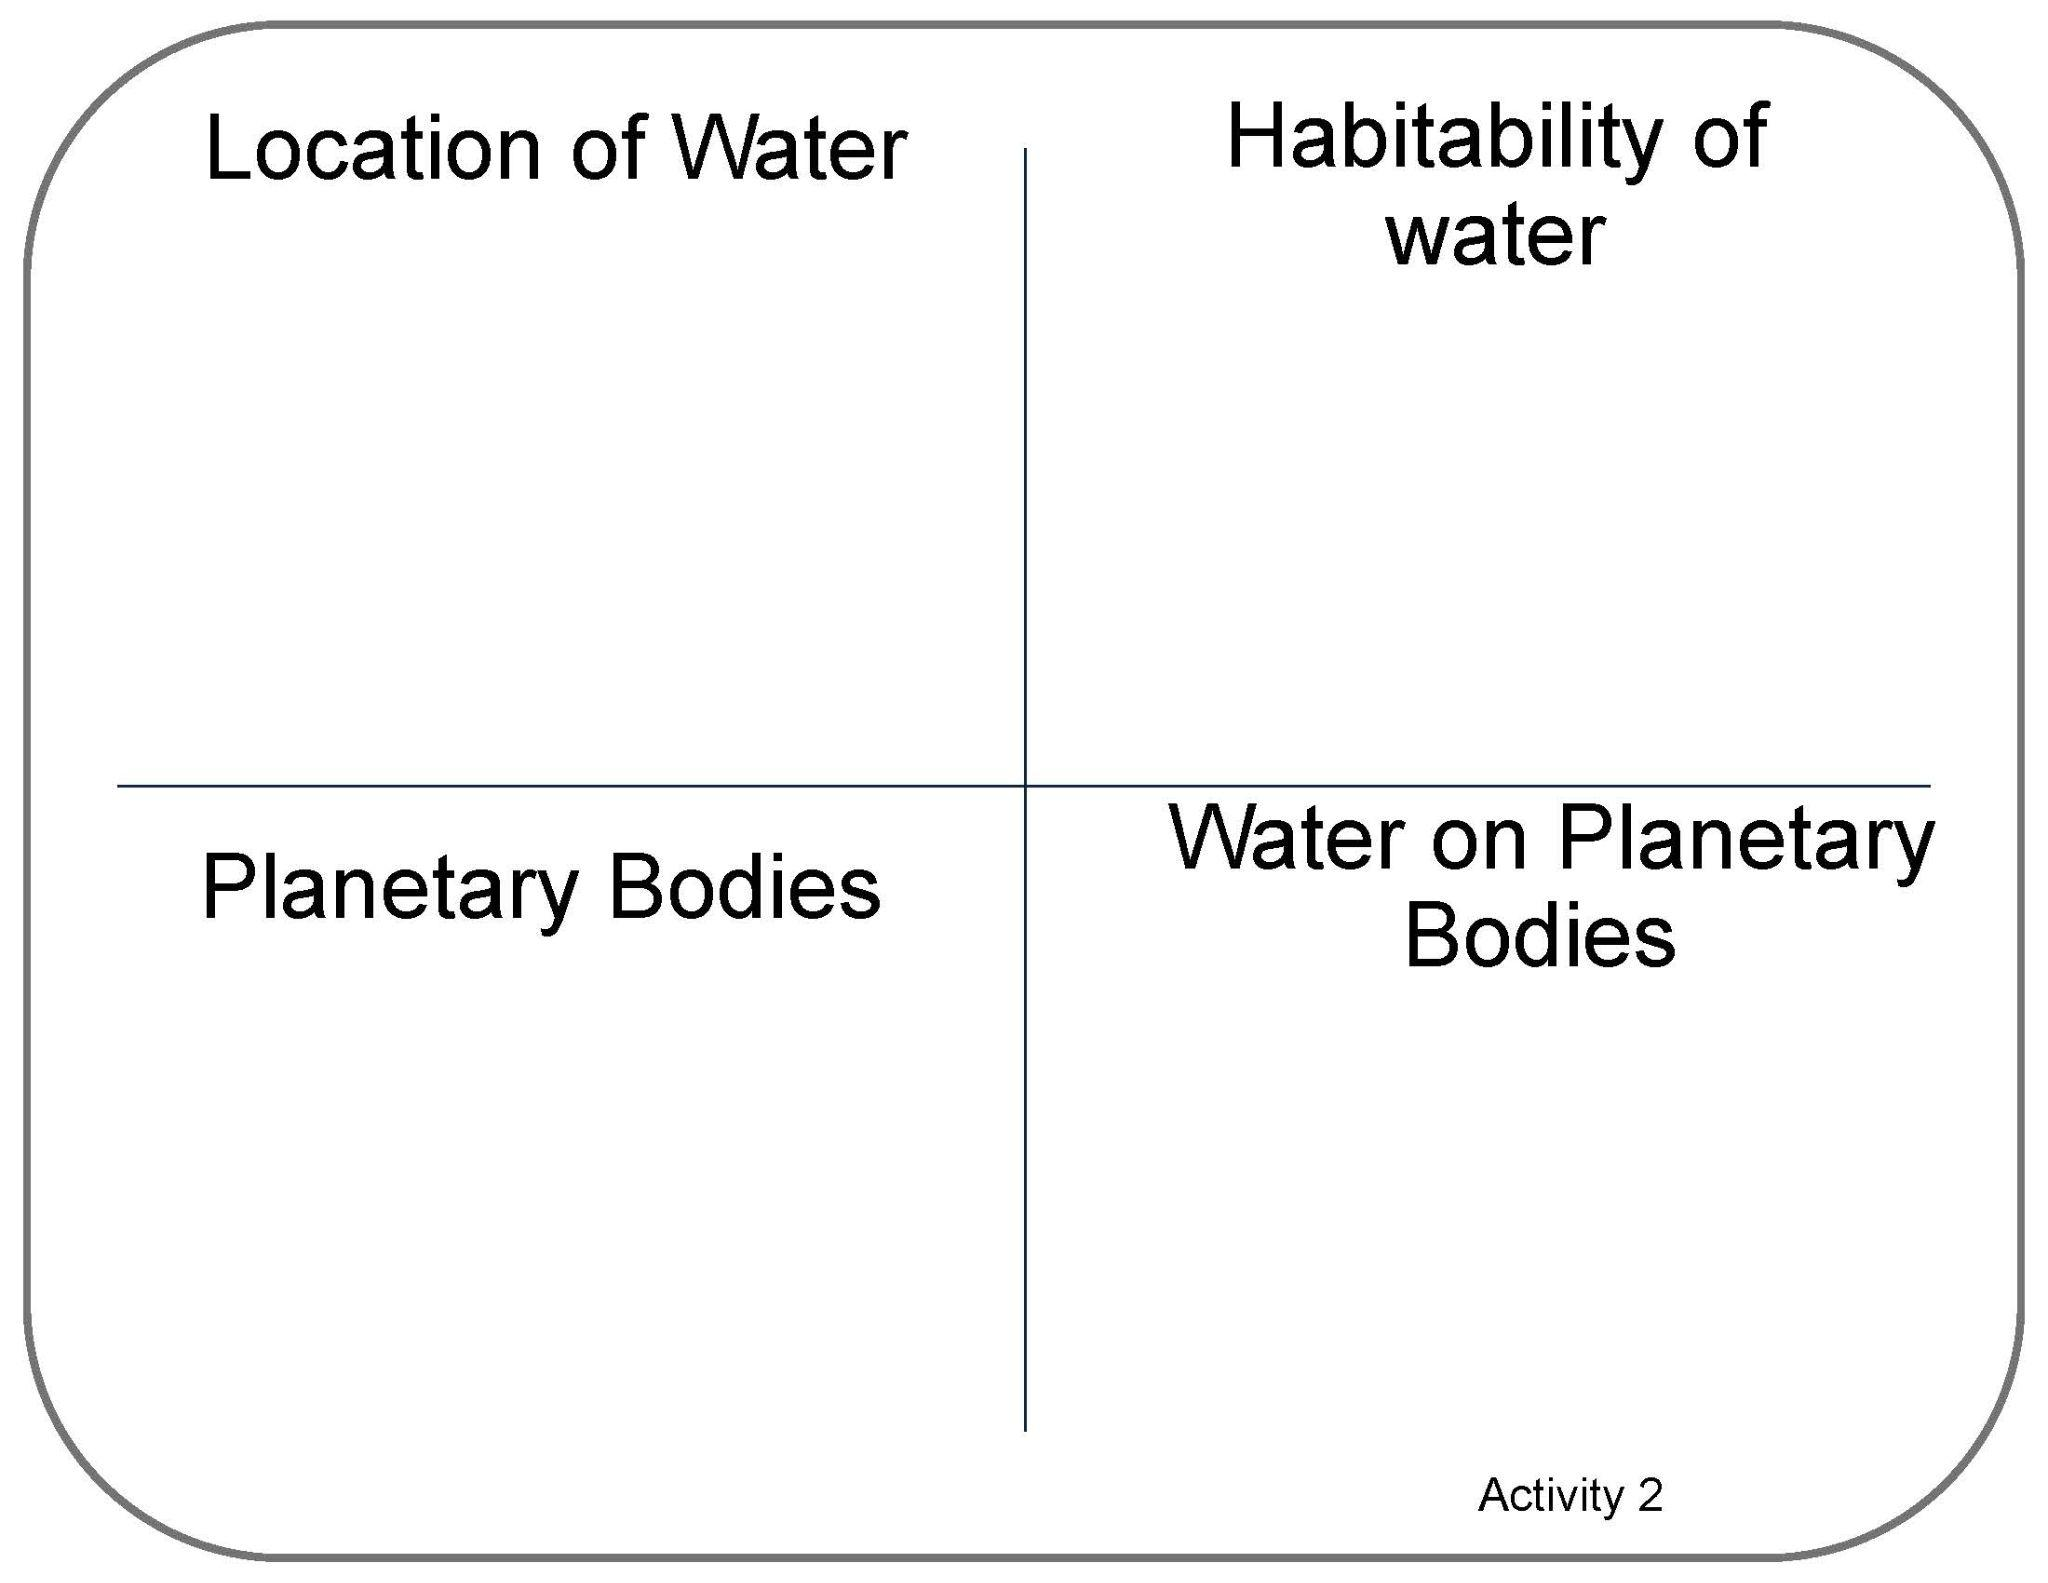 Location of Water
Habitability of
water
Planetary Bodies
Water on Planetary
Bodies
Activity 2